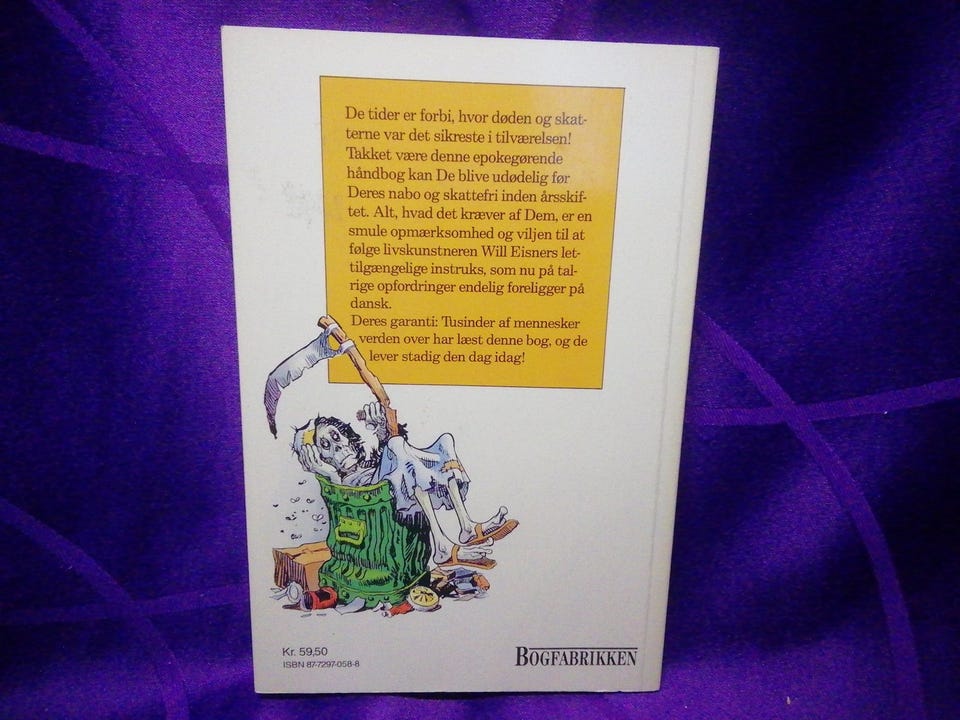 De tider er forbi, hvor døden og skat-
terne var det sikreste i tilværelsen!
Takket være denne epokegørende
håndbog kan De blive udødelig før
Deres nabo og skattefri inden årsskif-
tet. Alt, hvad det kræver af Dem, er en
smule opmærksomhed og viljen til at
følge livskunstneren Will Eisners let-
tilgængelige instruks, som nu på tal-
rige opfordringer endelig foreligger på
dansk.
Deres garanti: Tusinder af mennesker
verden over har læst denne bog, og de
lever stadig den dag idag!
Kr. 59,50
ISBN 87-7297-058-8
BOGFABRIKKEN